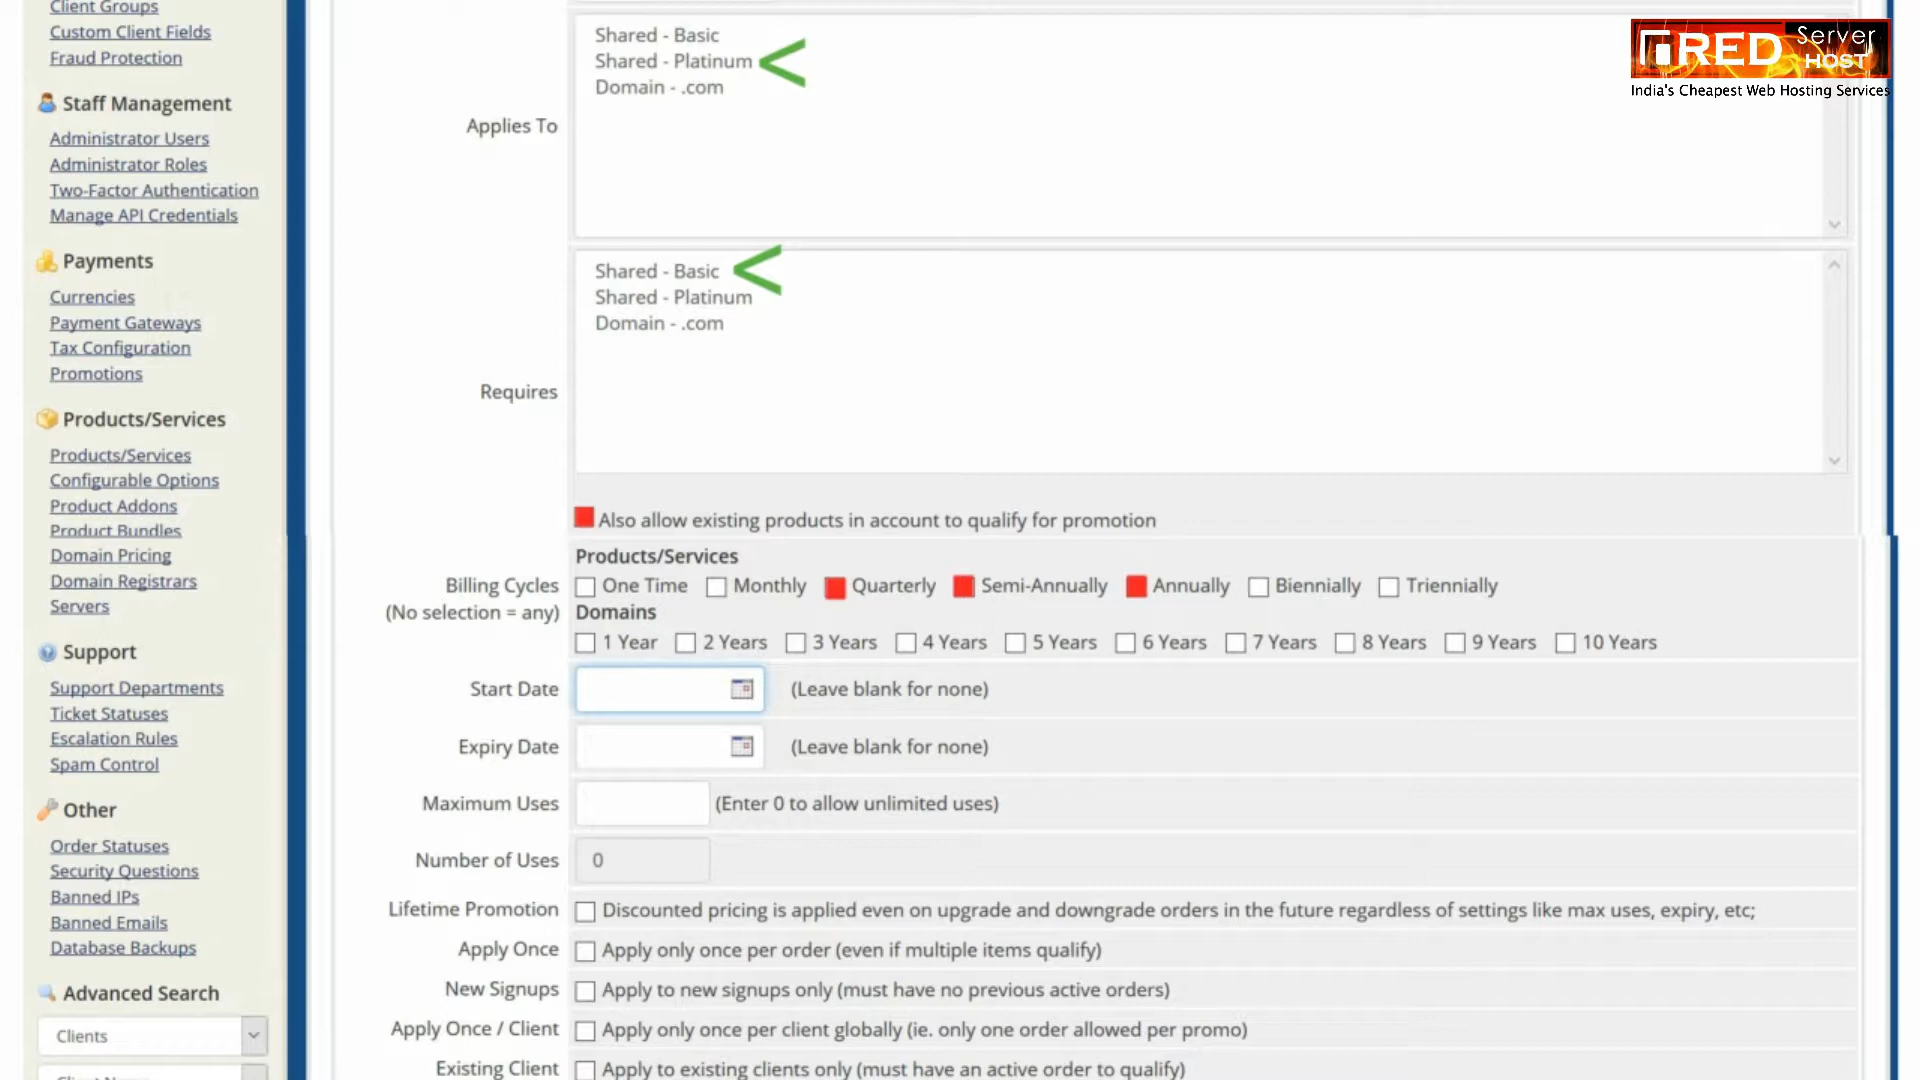 Client Groups
Custom Client Fields
Fraud Protection
Staff Management
Administrator Users
Administrator Roles
Two-Factor Authentication
Manage API Credentials
Payments
Currencies
Payment Gateways
Tax Configuration
Promotions
Products/Services
Products/Services
Configurable Options
Product Addons
Product Bundles
Domain Pricing
Domain Registrars
Servers
Support
Support Departments
Ticket Statuses
Escalation Rules
Spam Control
Other
Order Statuses
Security Questions
Banned IPs
Banned Emails
Database Backups
Advanced Search
Clients
RED Server HOST
India's Cheapest Web Hosting Services
Applies To
Shared - Basic
Shared - Platinum
Domain - .com
Requires
Shared - Basic
Shared - Platinum
Domain - .com
Also allow existing products in account to qualify for promotion
Billing Cycles
(No selection = any)
Products/Services
One Time Monthly Quarterly Semi-Annually Annually Biennially Triennially
Domains
1 Year 2 Years 3 Years 4 Years 5 Years 6 Years 7 Years 8 Years 9 Years 10 Years
Start Date (Leave blank for none)
Expiry Date (Leave blank for none)
Maximum Uses (Enter 0 to allow unlimited uses)
Number of Uses 0
Lifetime Promotion Discounted pricing is applied even on upgrade and downgrade orders in the future regardless of settings like max uses, expiry, etc;
Apply Once Apply only once per order (even if multiple items qualify)
New Signups Apply to new signups only (must have no previous active orders)
Apply Once / Client Apply only once per client globally (ie. only one order allowed per promo)
Existing Client Apply to existing clients only (must have an active order to qualify)